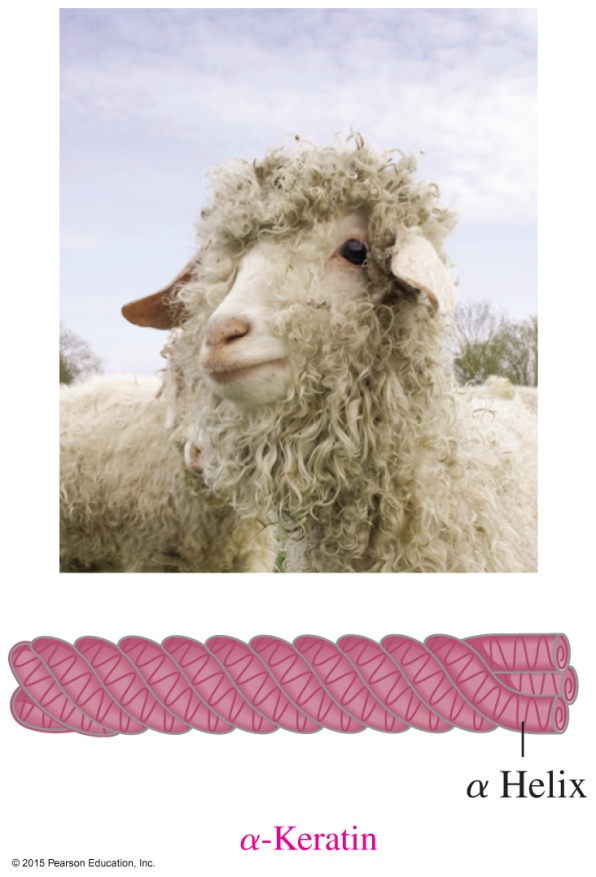 α Helix
α-Keratin
© 2015 Pearson Education, Inc.